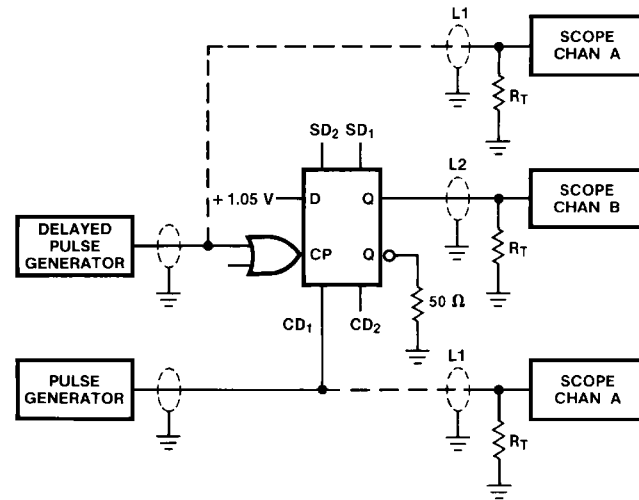 L1
SCOPE
CHAN A
RT
SD2 SD1
L2
+ 1.05 V
D
Q
SCOPE
CHAN B
DELAYED
PULSE
GENERATOR
CP
Q
RT
50 Ω
CD1
CD2
L1
PULSE
GENERATOR
SCOPE
CHAN A
RT